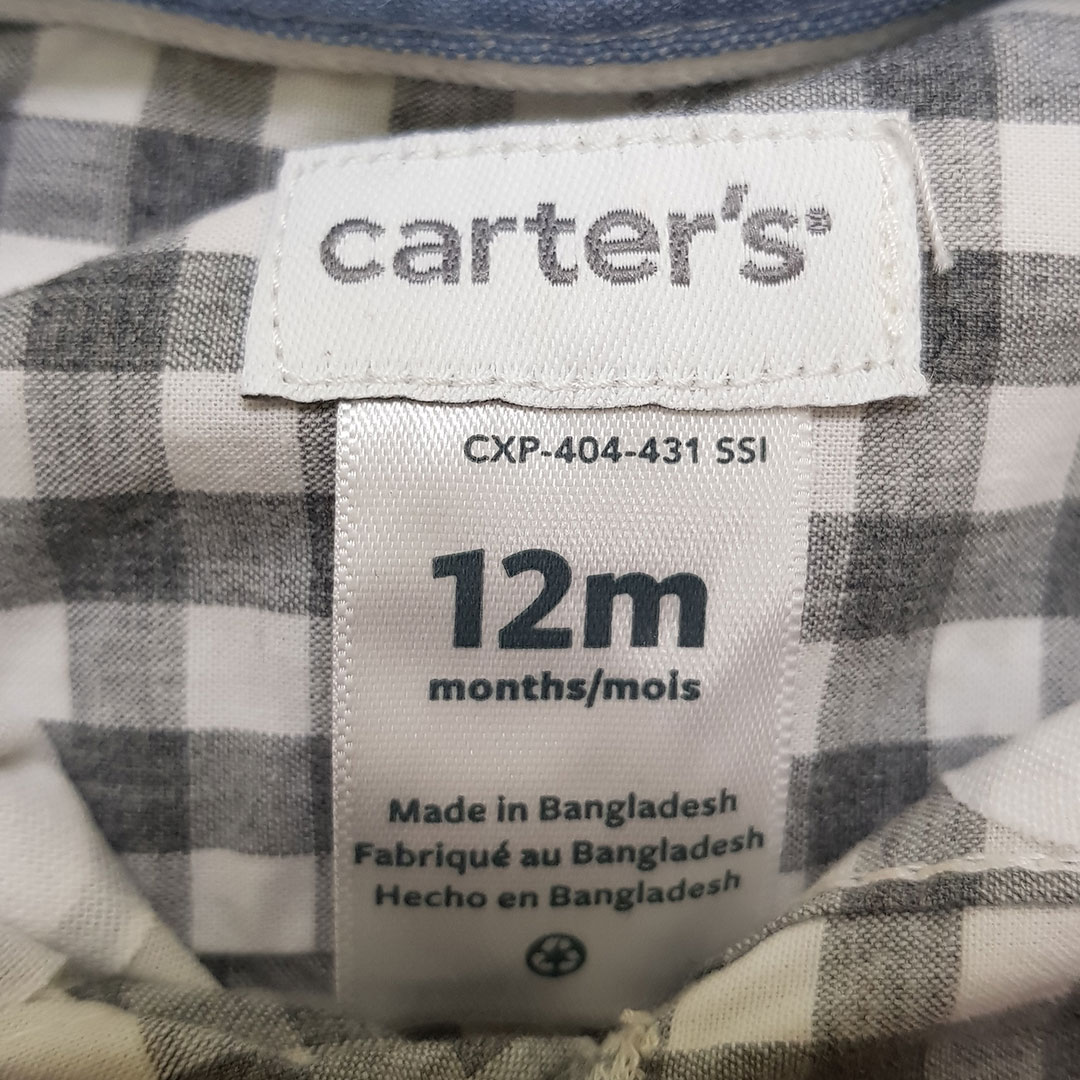 carter's®
CXP-404-431 SSI
12m
months/mois
Made in Bangladesh
Fabriqué au Bangladesh
Hecho en Bangladesh